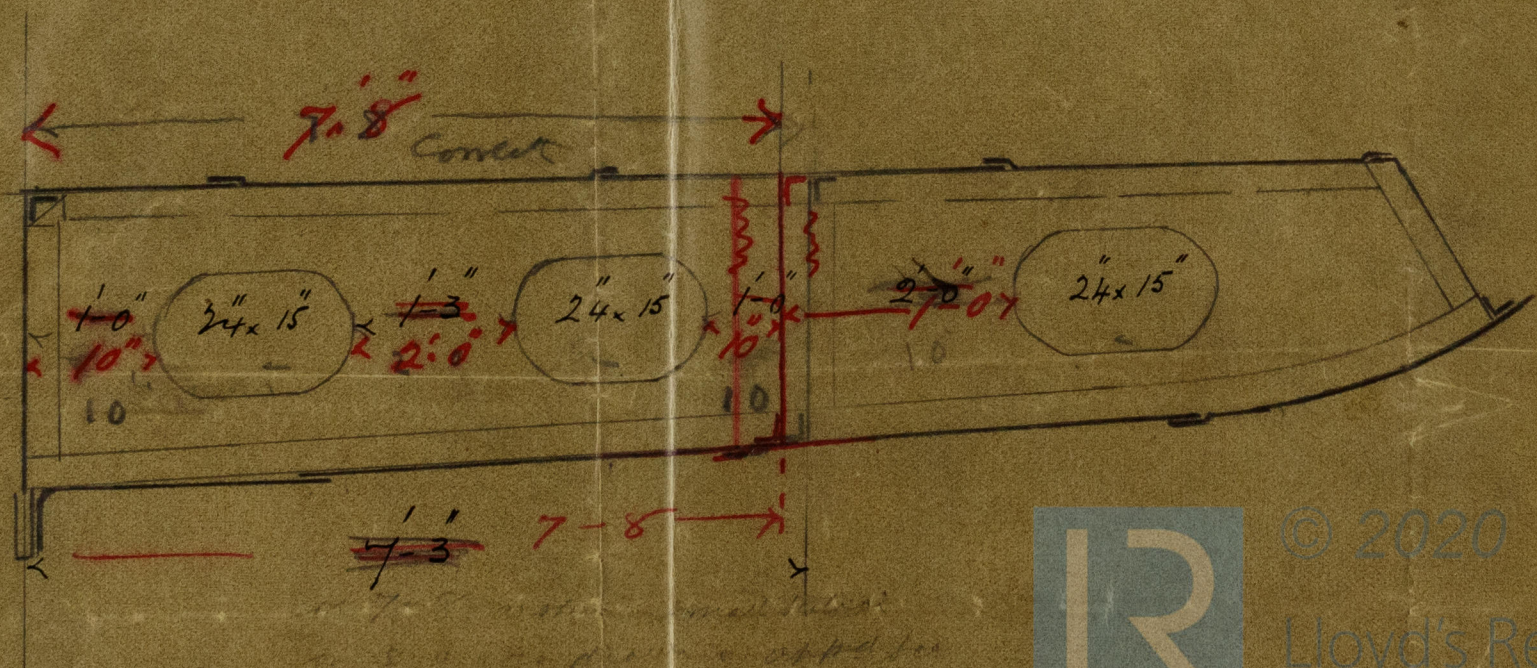 7'-8"
Correct
1'-0" 24" x 15" 1'-3" 24" x 15" 1'-0" 2'-0" 1'-0" 24" x 15"
10" 2'-0" 10"
10 10 10
7-8
7'-3"
© 2020
Lloyd's R